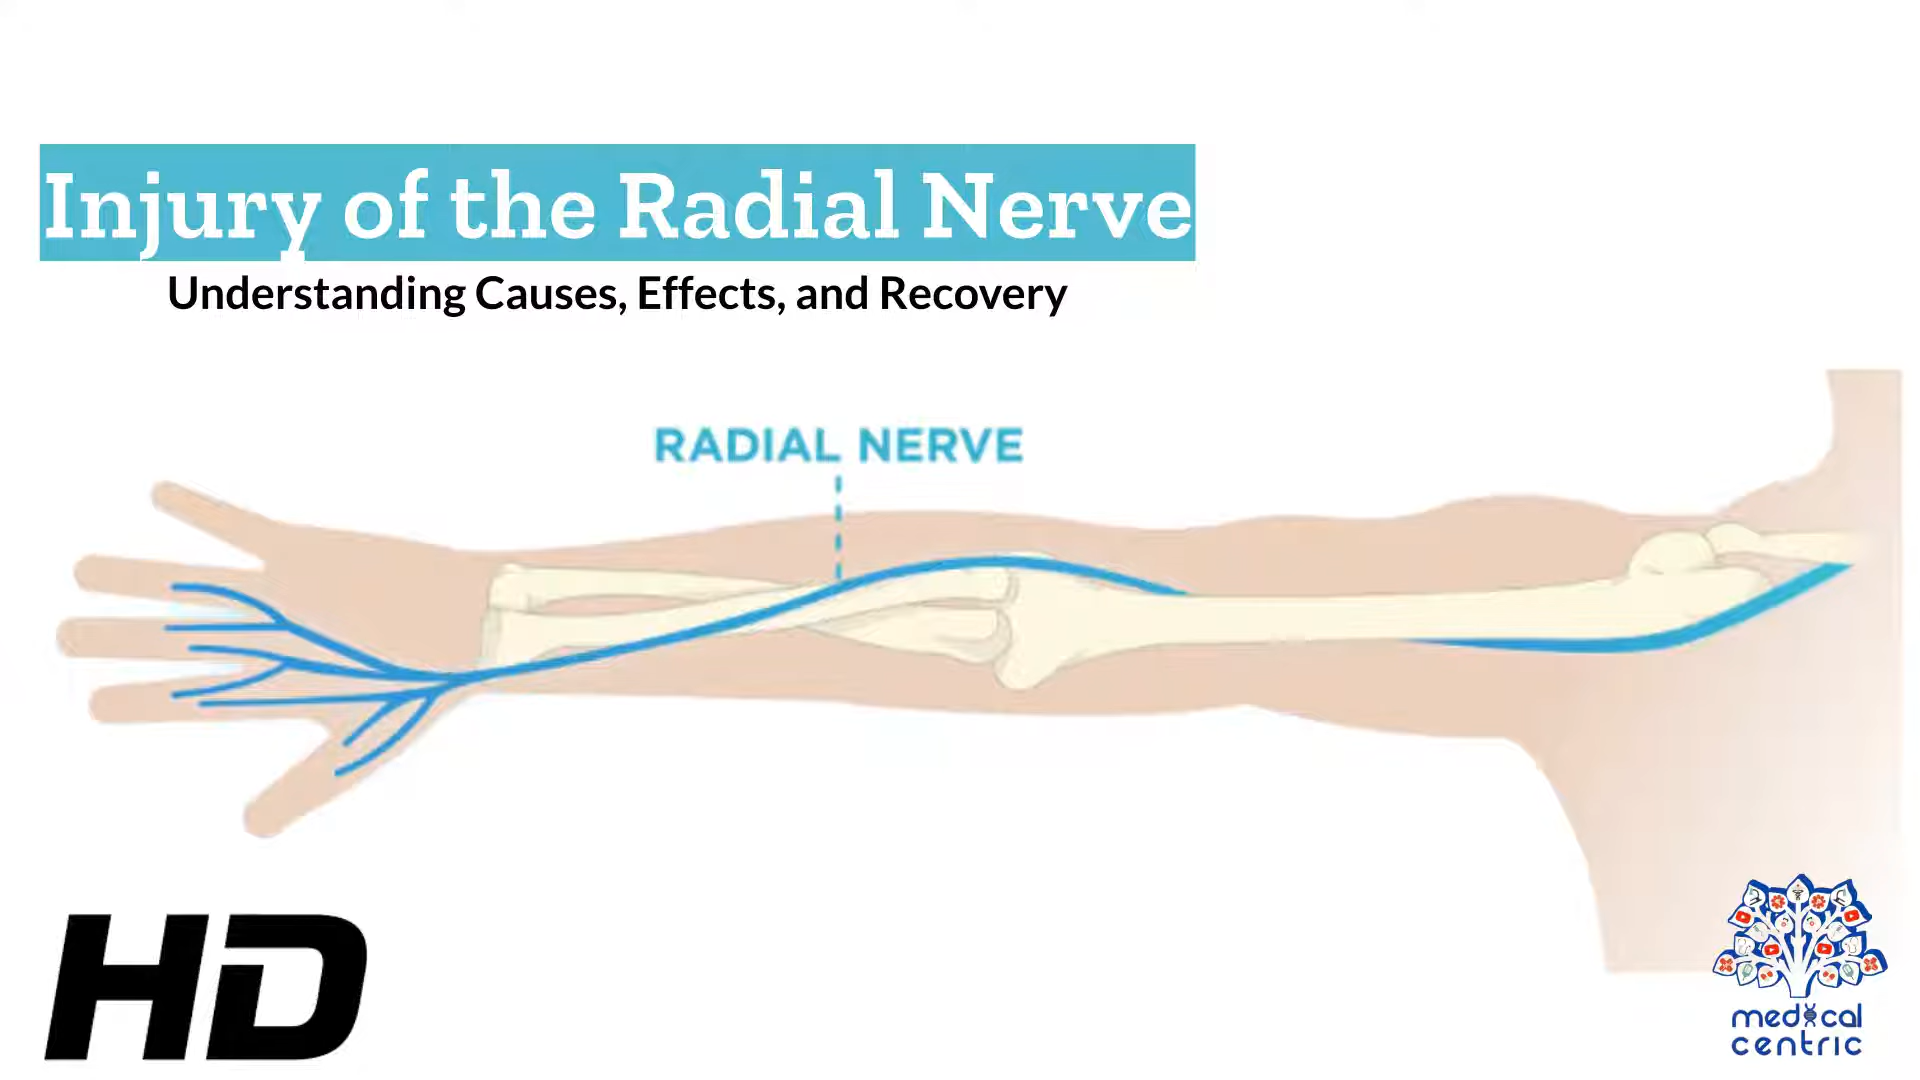 Injury of the Radial Nerve
Understanding Causes, Effects, and Recovery
RADIAL NERVE
HD
medical
centric